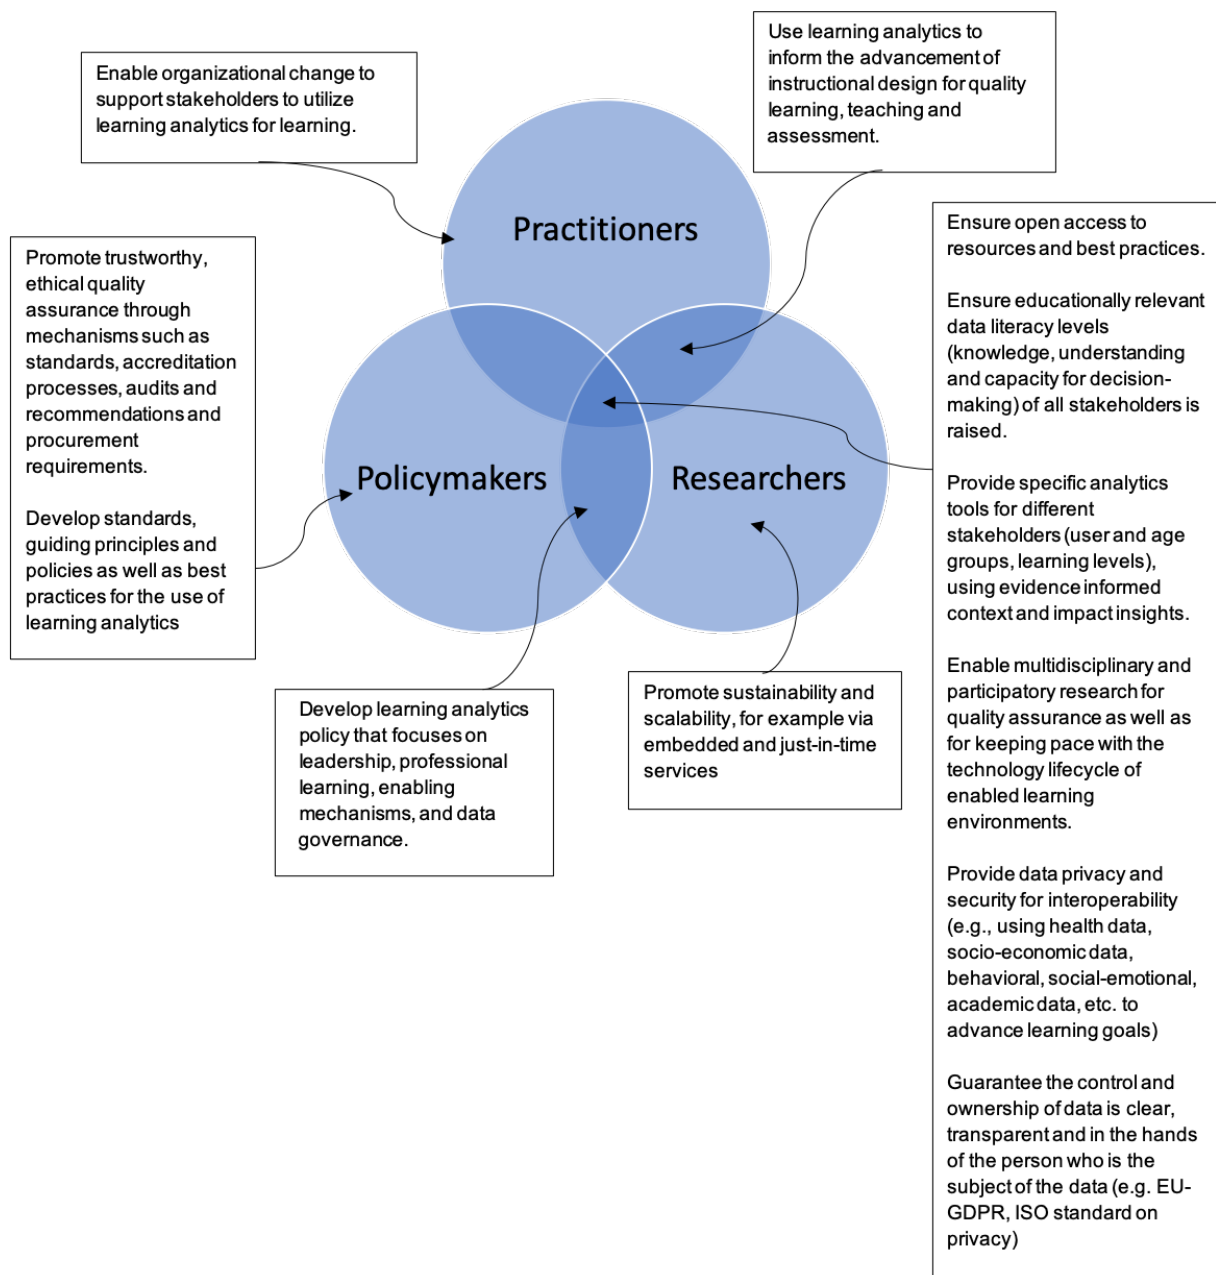 Enable organizational change to
support stakeholders to utilize
learning analytics for learning.
Use learning analytics to
inform the advancement of
instructional design for quality
learning, teaching and
assessment.
Practitioners
Promote trustworthy,
ethical quality
assurance through
mechanisms such as
standards, accreditation
processes, audits and
recommendations and
procurement
requirements.
Develop standards,
guiding principles and
policies as well as best
practices for the use of
learning analytics
Policymakers
Researchers
Ensure open access to
resources and best practices.
Ensure educationally relevant
data literacy levels
(knowledge, understanding
and capacity for decision-
making) of all stakeholders is
raised.
Provide specific analytics
tools for different
stakeholders (user and age
groups, learning levels),
using evidence informed
context and impact insights.
Enable multidisciplinary and
participatory research for
quality assurance as well as
for keeping pace with the
technology lifecycle of
enabled learning
environments.
Provide data privacy and
security for interoperability
(e.g., using health data,
socio-economic data,
behavioral, social-emotional,
academic data, etc. to
advance learning goals)
Guarantee the control and
ownership of data is clear,
transparent and in the hands
of the person who is the
subject of the data (e.g. EU-
GDPR, ISO standard on
privacy)
Develop learning analytics
policy that focuses on
leadership, professional
learning, enabling
mechanisms, and data
governance.
Promote sustainability and
scalability, for example via
embedded and just-in-time
services